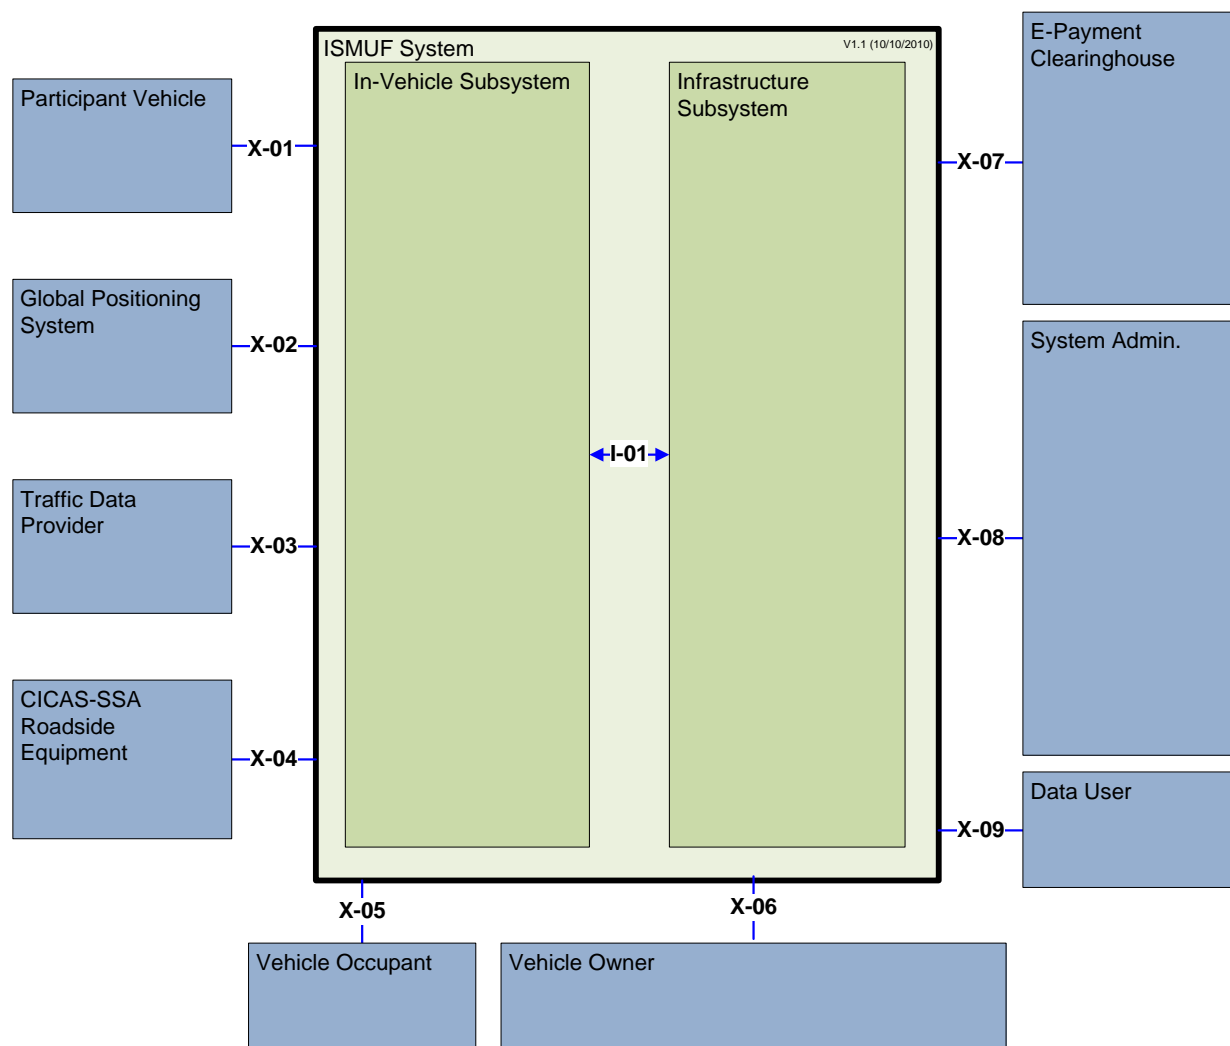 ISMUF System
V1.1 (10/10/2010)
In-Vehicle Subsystem
Infrastructure
Subsystem
Participant Vehicle
X-01
Global Positioning
System
X-02
Traffic Data
Provider
X-03
CICAS-SSA
Roadside
Equipment
X-04
I-01
E-Payment
Clearinghouse
X-07
System Admin.
X-08
Data User
X-09
X-05
Vehicle Occupant
X-06
Vehicle Owner